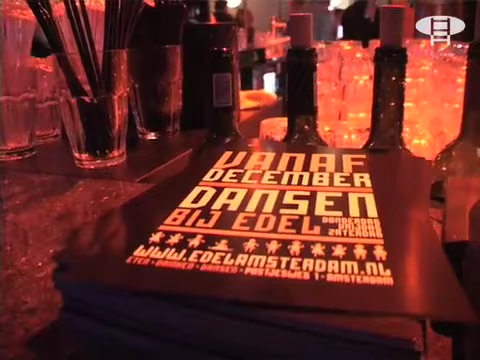 VANAF
DECEMBER
DANSEN
BIJ EDEL
DONDERDAG
VRIJDAG
ZATERDAG
WWW.EDELAMSTERDAM.NL
ETEN • DRINKEN • DANSEN • POSTJESWEG 1 • AMSTERDAM